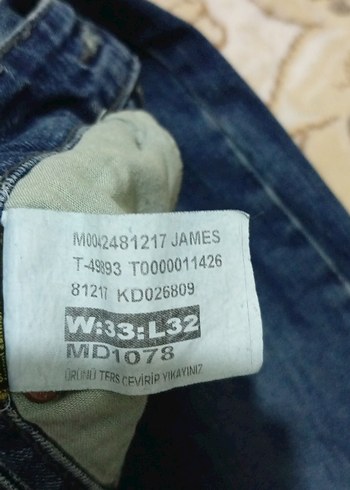 M0042481217 JAMES
T-49893 T0000011426
81217 KD026809
W:33:L32
MD1078
ÜRÜNÜ TERS ÇEVİRİP YIKAYINIZ